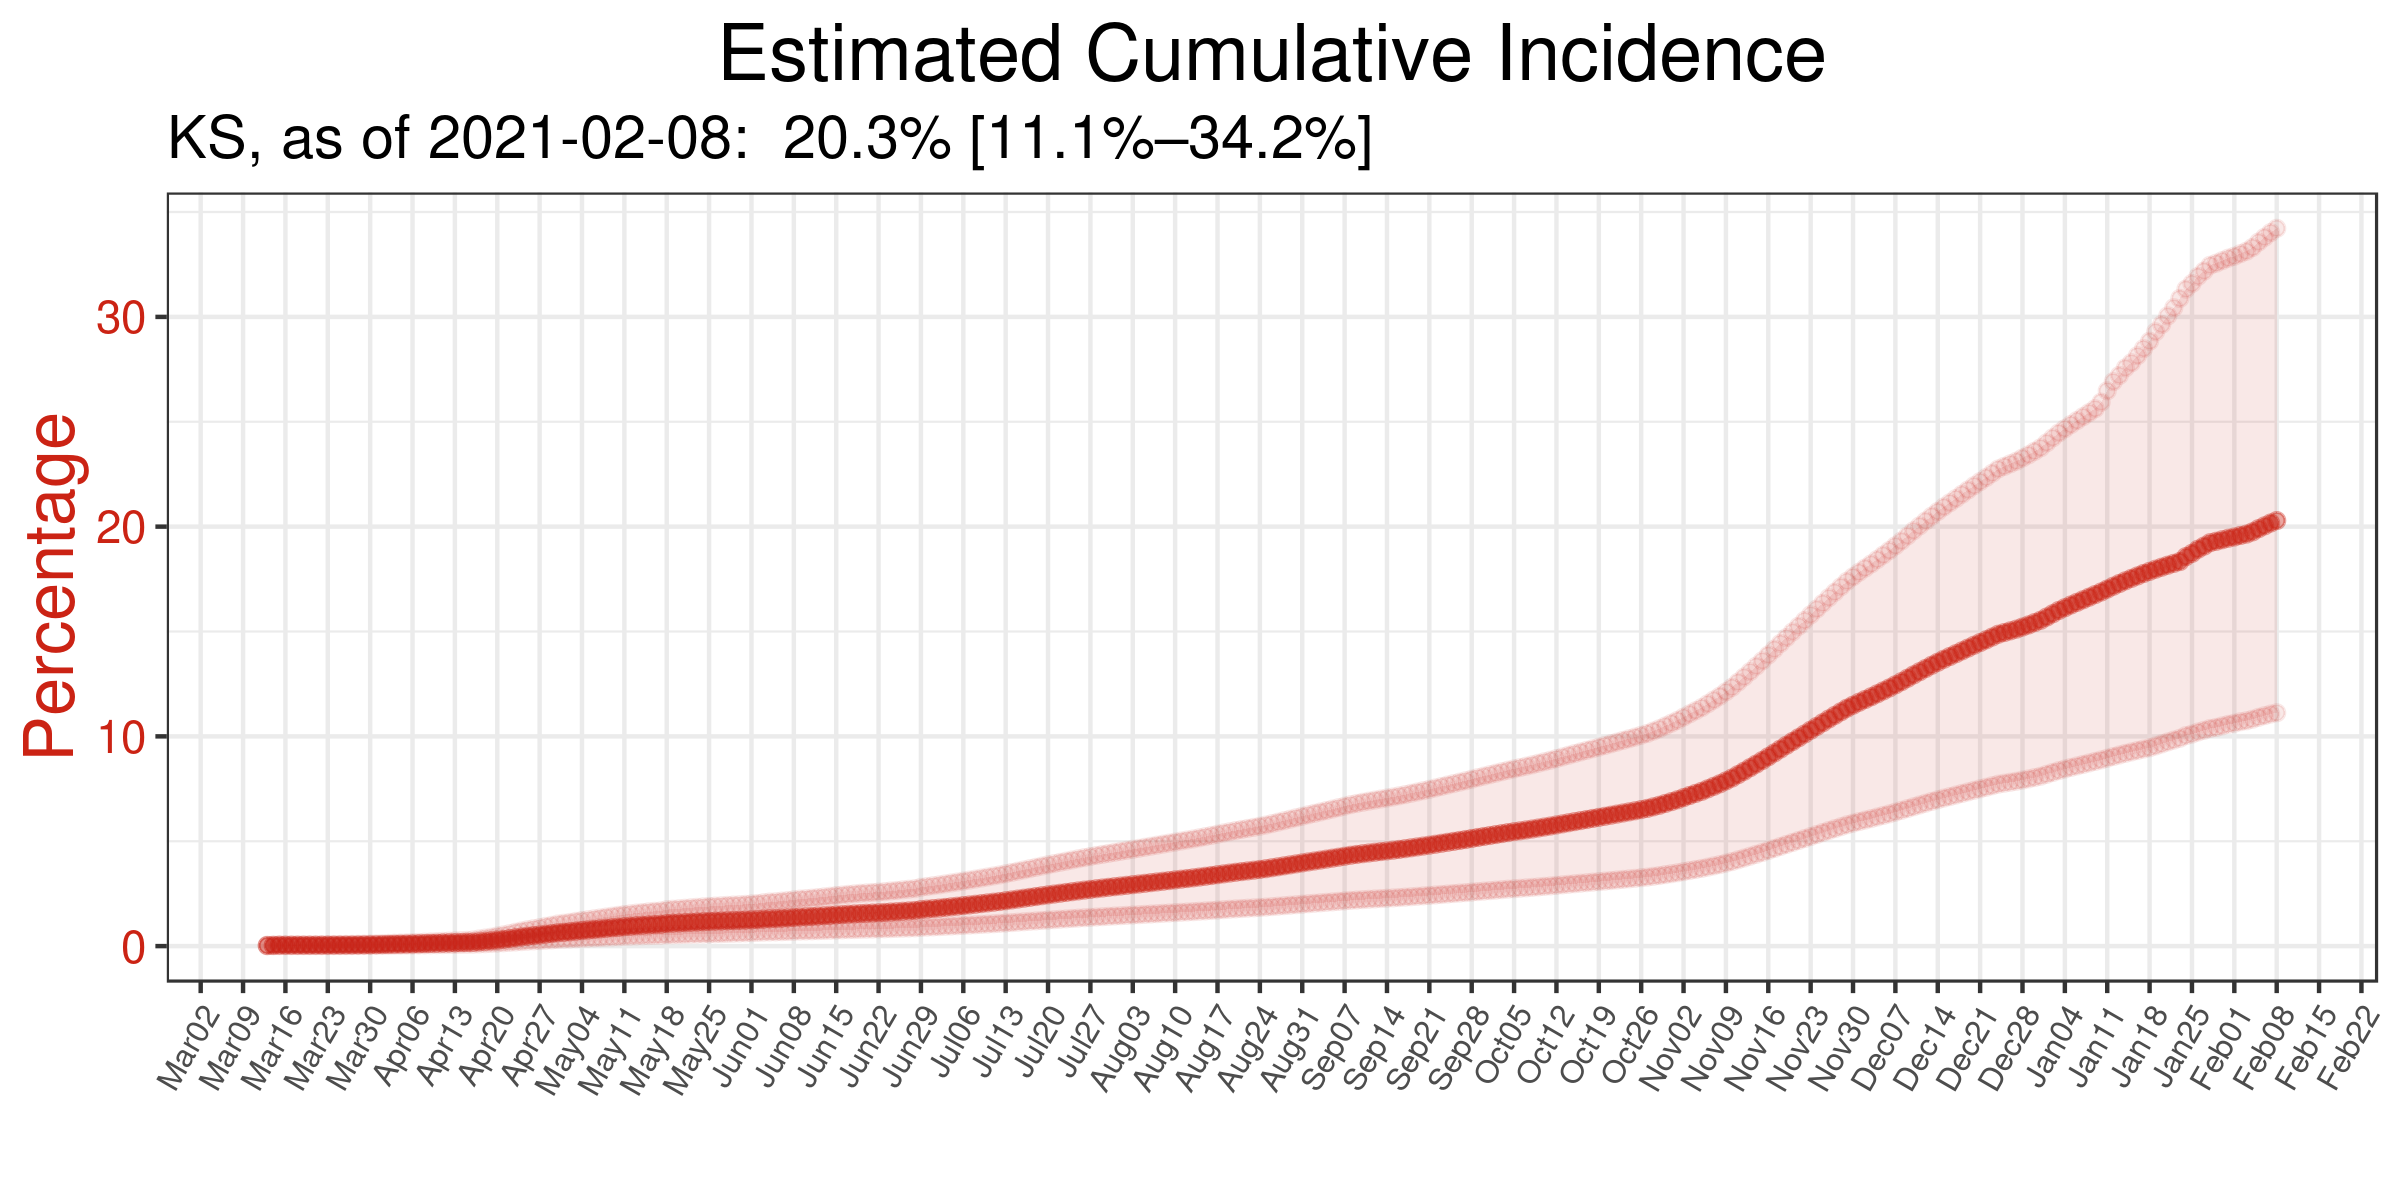 Estimated Cumulative Incidence
KS, as of 2021-02-08:  20.3% [11.1%–34.2%]
Percentage
30
20
10
0
Mar02 Mar09 Mar16 Mar23 Mar30 Apr06 Apr13 Apr20 Apr27 May04 May11 May18 May25 Jun01 Jun08 Jun15 Jun22 Jun29 Jul06 Jul13 Jul20 Jul27 Aug03 Aug10 Aug17 Aug24 Aug31 Sep07 Sep14 Sep21 Sep28 Oct05 Oct12 Oct19 Oct26 Nov02 Nov09 Nov16 Nov23 Nov30 Dec07 Dec14 Dec21 Dec28 Jan04 Jan11 Jan18 Jan25 Feb01 Feb08 Feb15 Feb22